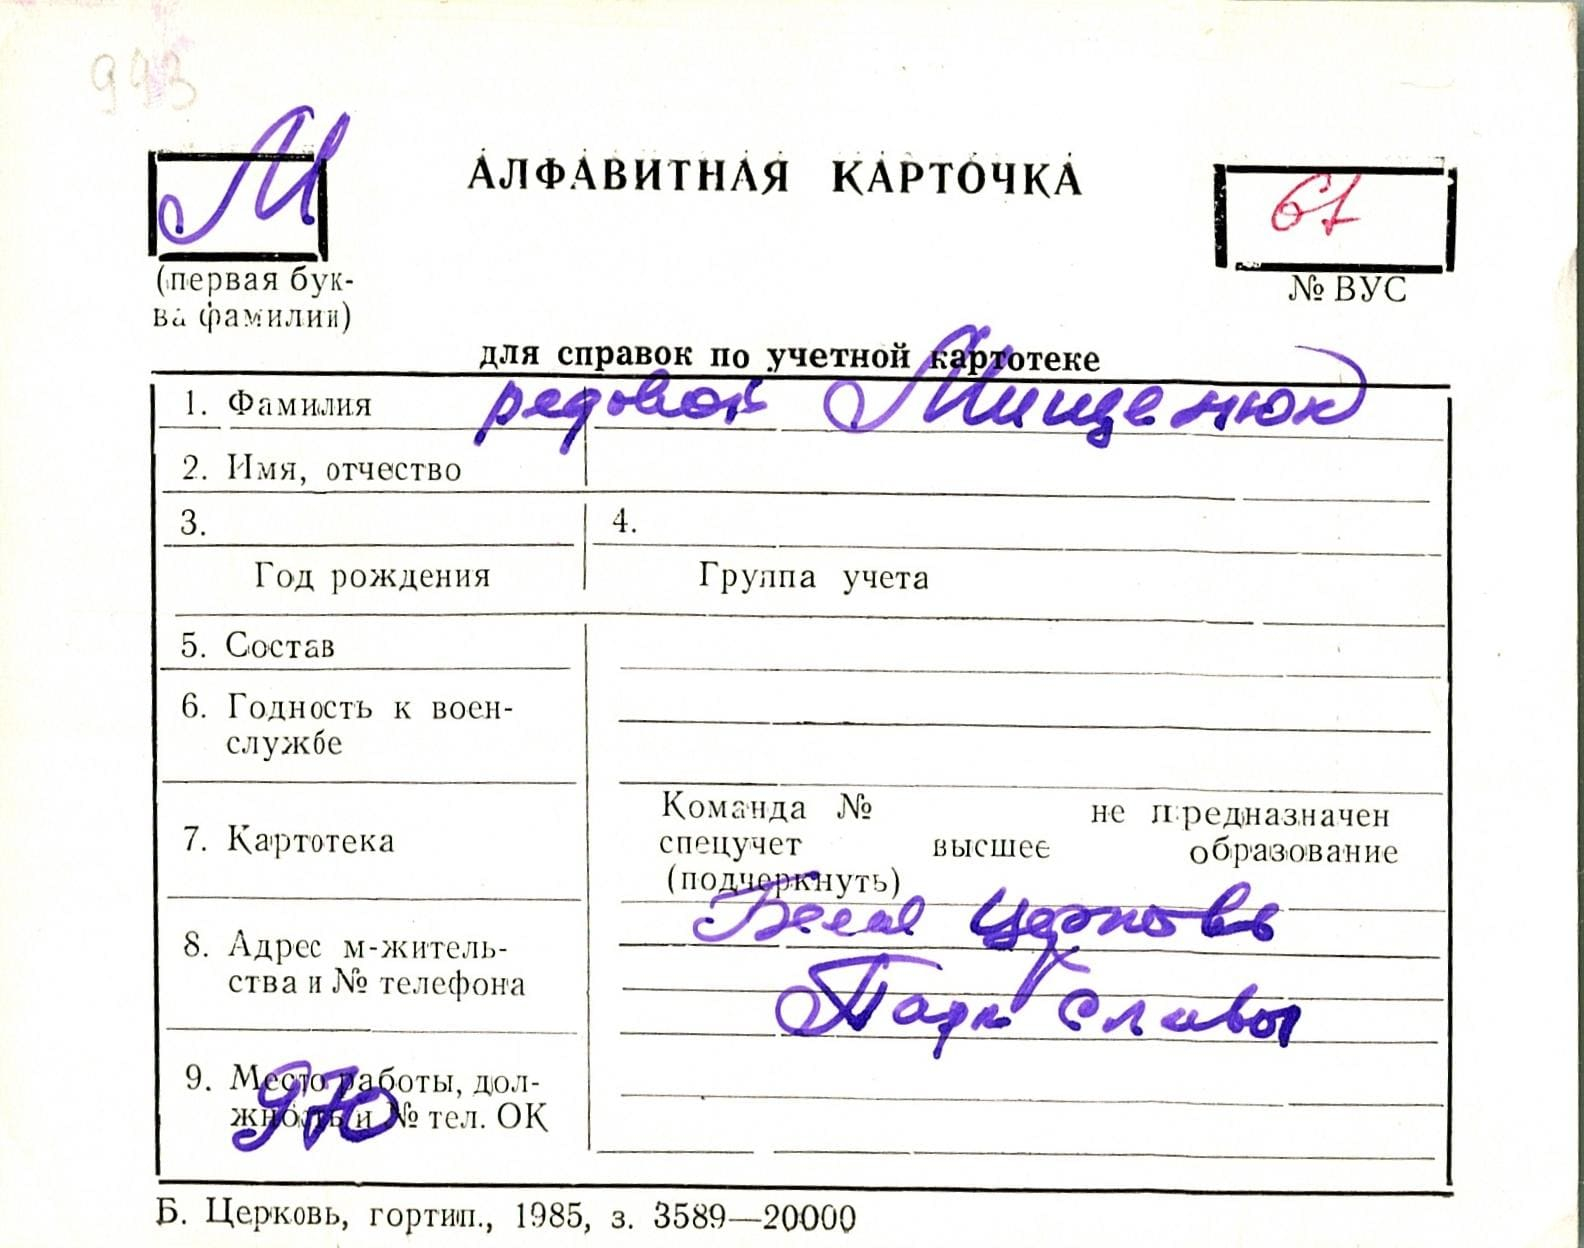 993
М
АЛФАВИТНАЯ КАРТОЧКА
61
(первая бук-
ва фамилии)
№ ВУС
для справок по учетной картотеке
1. Фамилия рядовой Мищенюк
2. Имя, отчество
3. 4.
Год рождения Группа учета
5. Состав
6. Годность к воен-
службе
7. Картотека
Команда № не предназначен
спецучет высшее образование
(подчеркнуть)
8. Адрес м-житель-
ства и № телефона
Белая Церковь
Парк Славы
9. Место работы, дол-
жность и № тел. ОК
Б. Церковь, гортип., 1985, з. 3589—20000